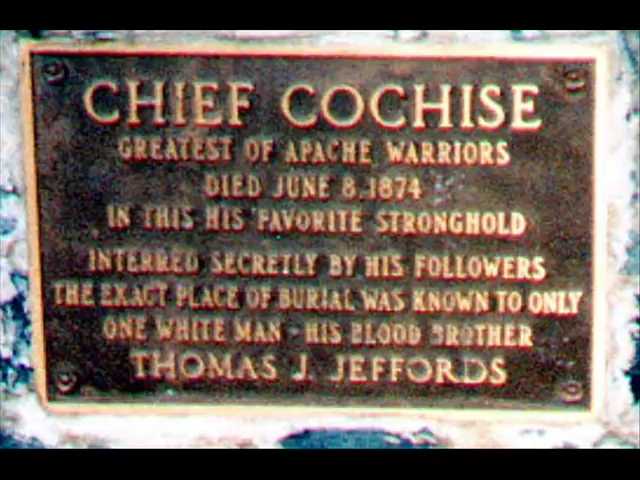 CHIEF COCHISE
GREATEST OF APACHE WARRIORS
DIED JUNE 8, 1874
IN THIS HIS FAVORITE STRONGHOLD
INTERRED SECRETLY BY HIS FOLLOWERS
THE EXACT PLACE OF BURIAL WAS KNOWN TO ONLY
ONE WHITE MAN - HIS BLOOD BROTHER
THOMAS J. JEFFORDS